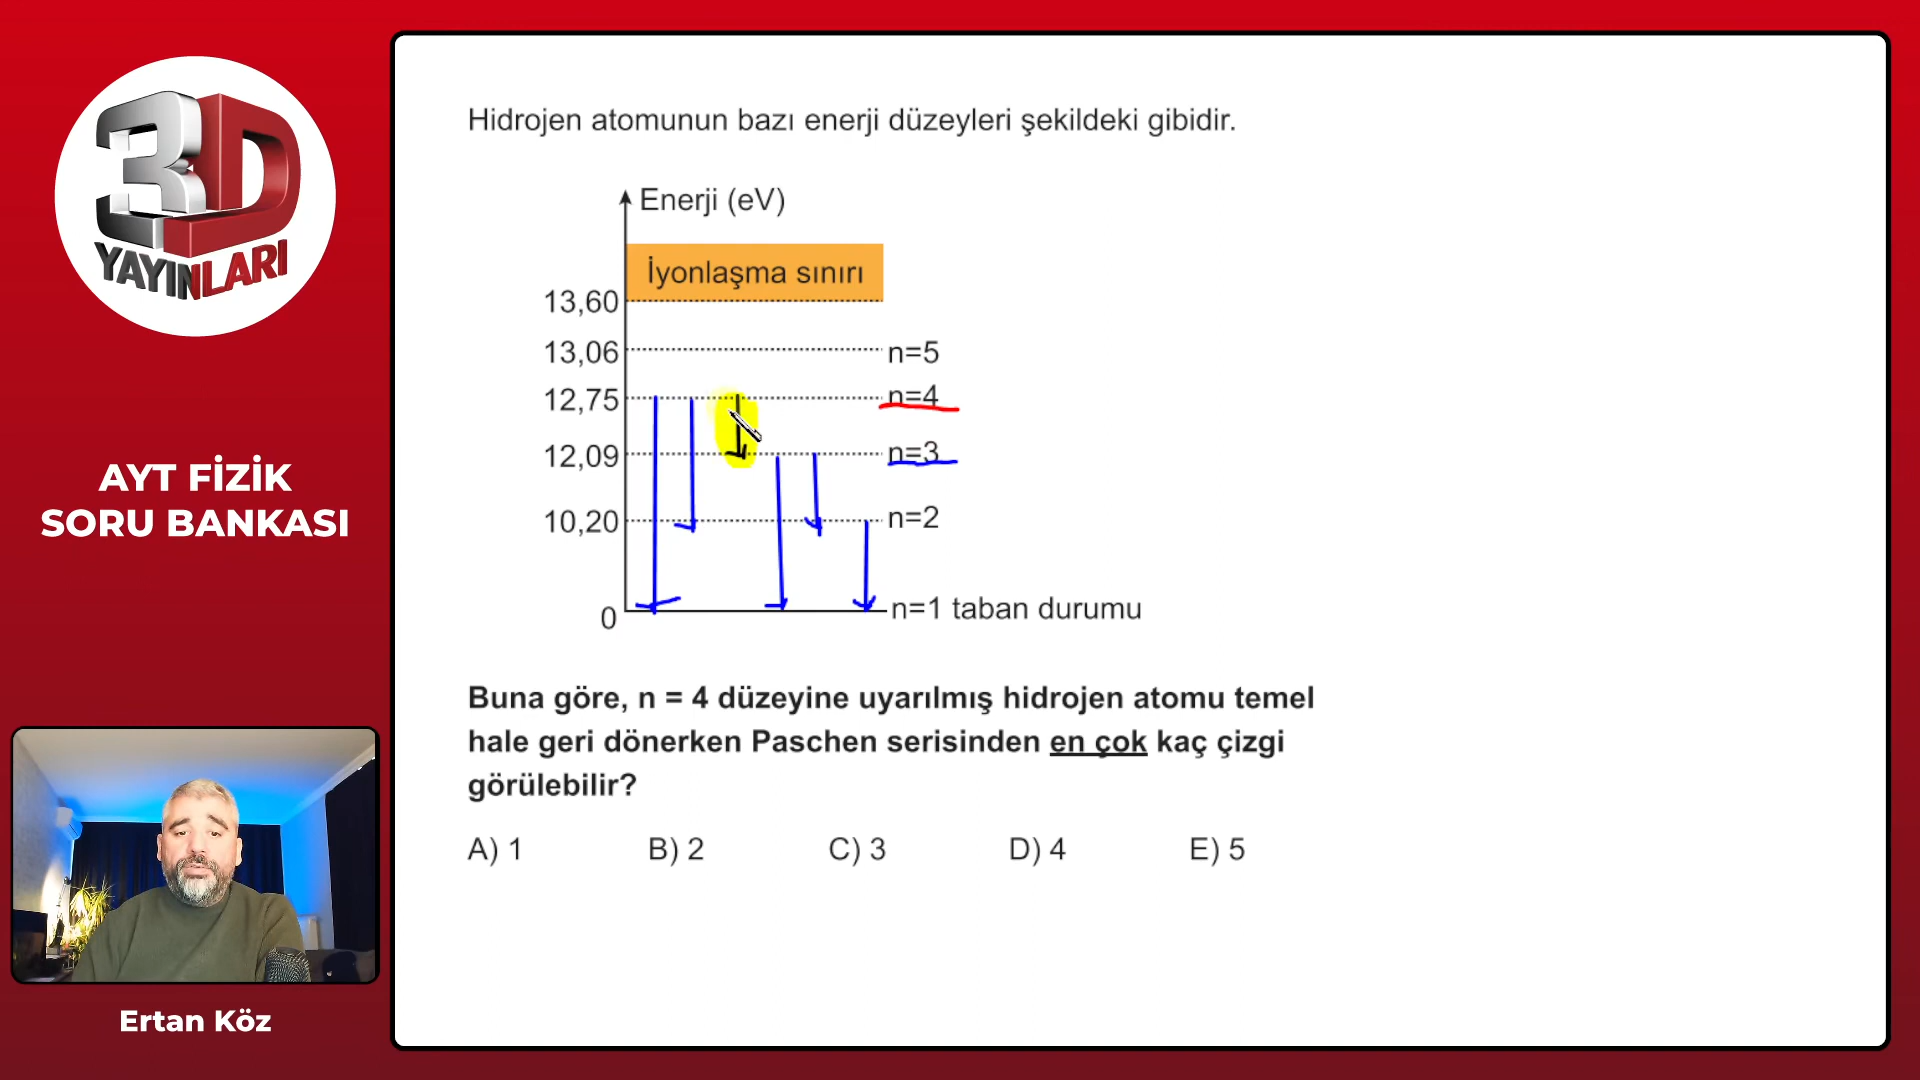 3D
YAYINLARI
AYT FİZİK
SORU BANKASI
Ertan Köz
Hidrojen atomunun bazı enerji düzeyleri şekildeki gibidir.
Enerji (eV)
İyonlaşma sınırı
13,60
13,06 n=5
12,75 n=4
12,09 n=3
10,20 n=2
0 n=1 taban durumu
Buna göre, n = 4 düzeyine uyarılmış hidrojen atomu temel
hale geri dönerken Paschen serisinden en çok kaç çizgi
görülebilir?
A) 1 B) 2 C) 3 D) 4 E) 5